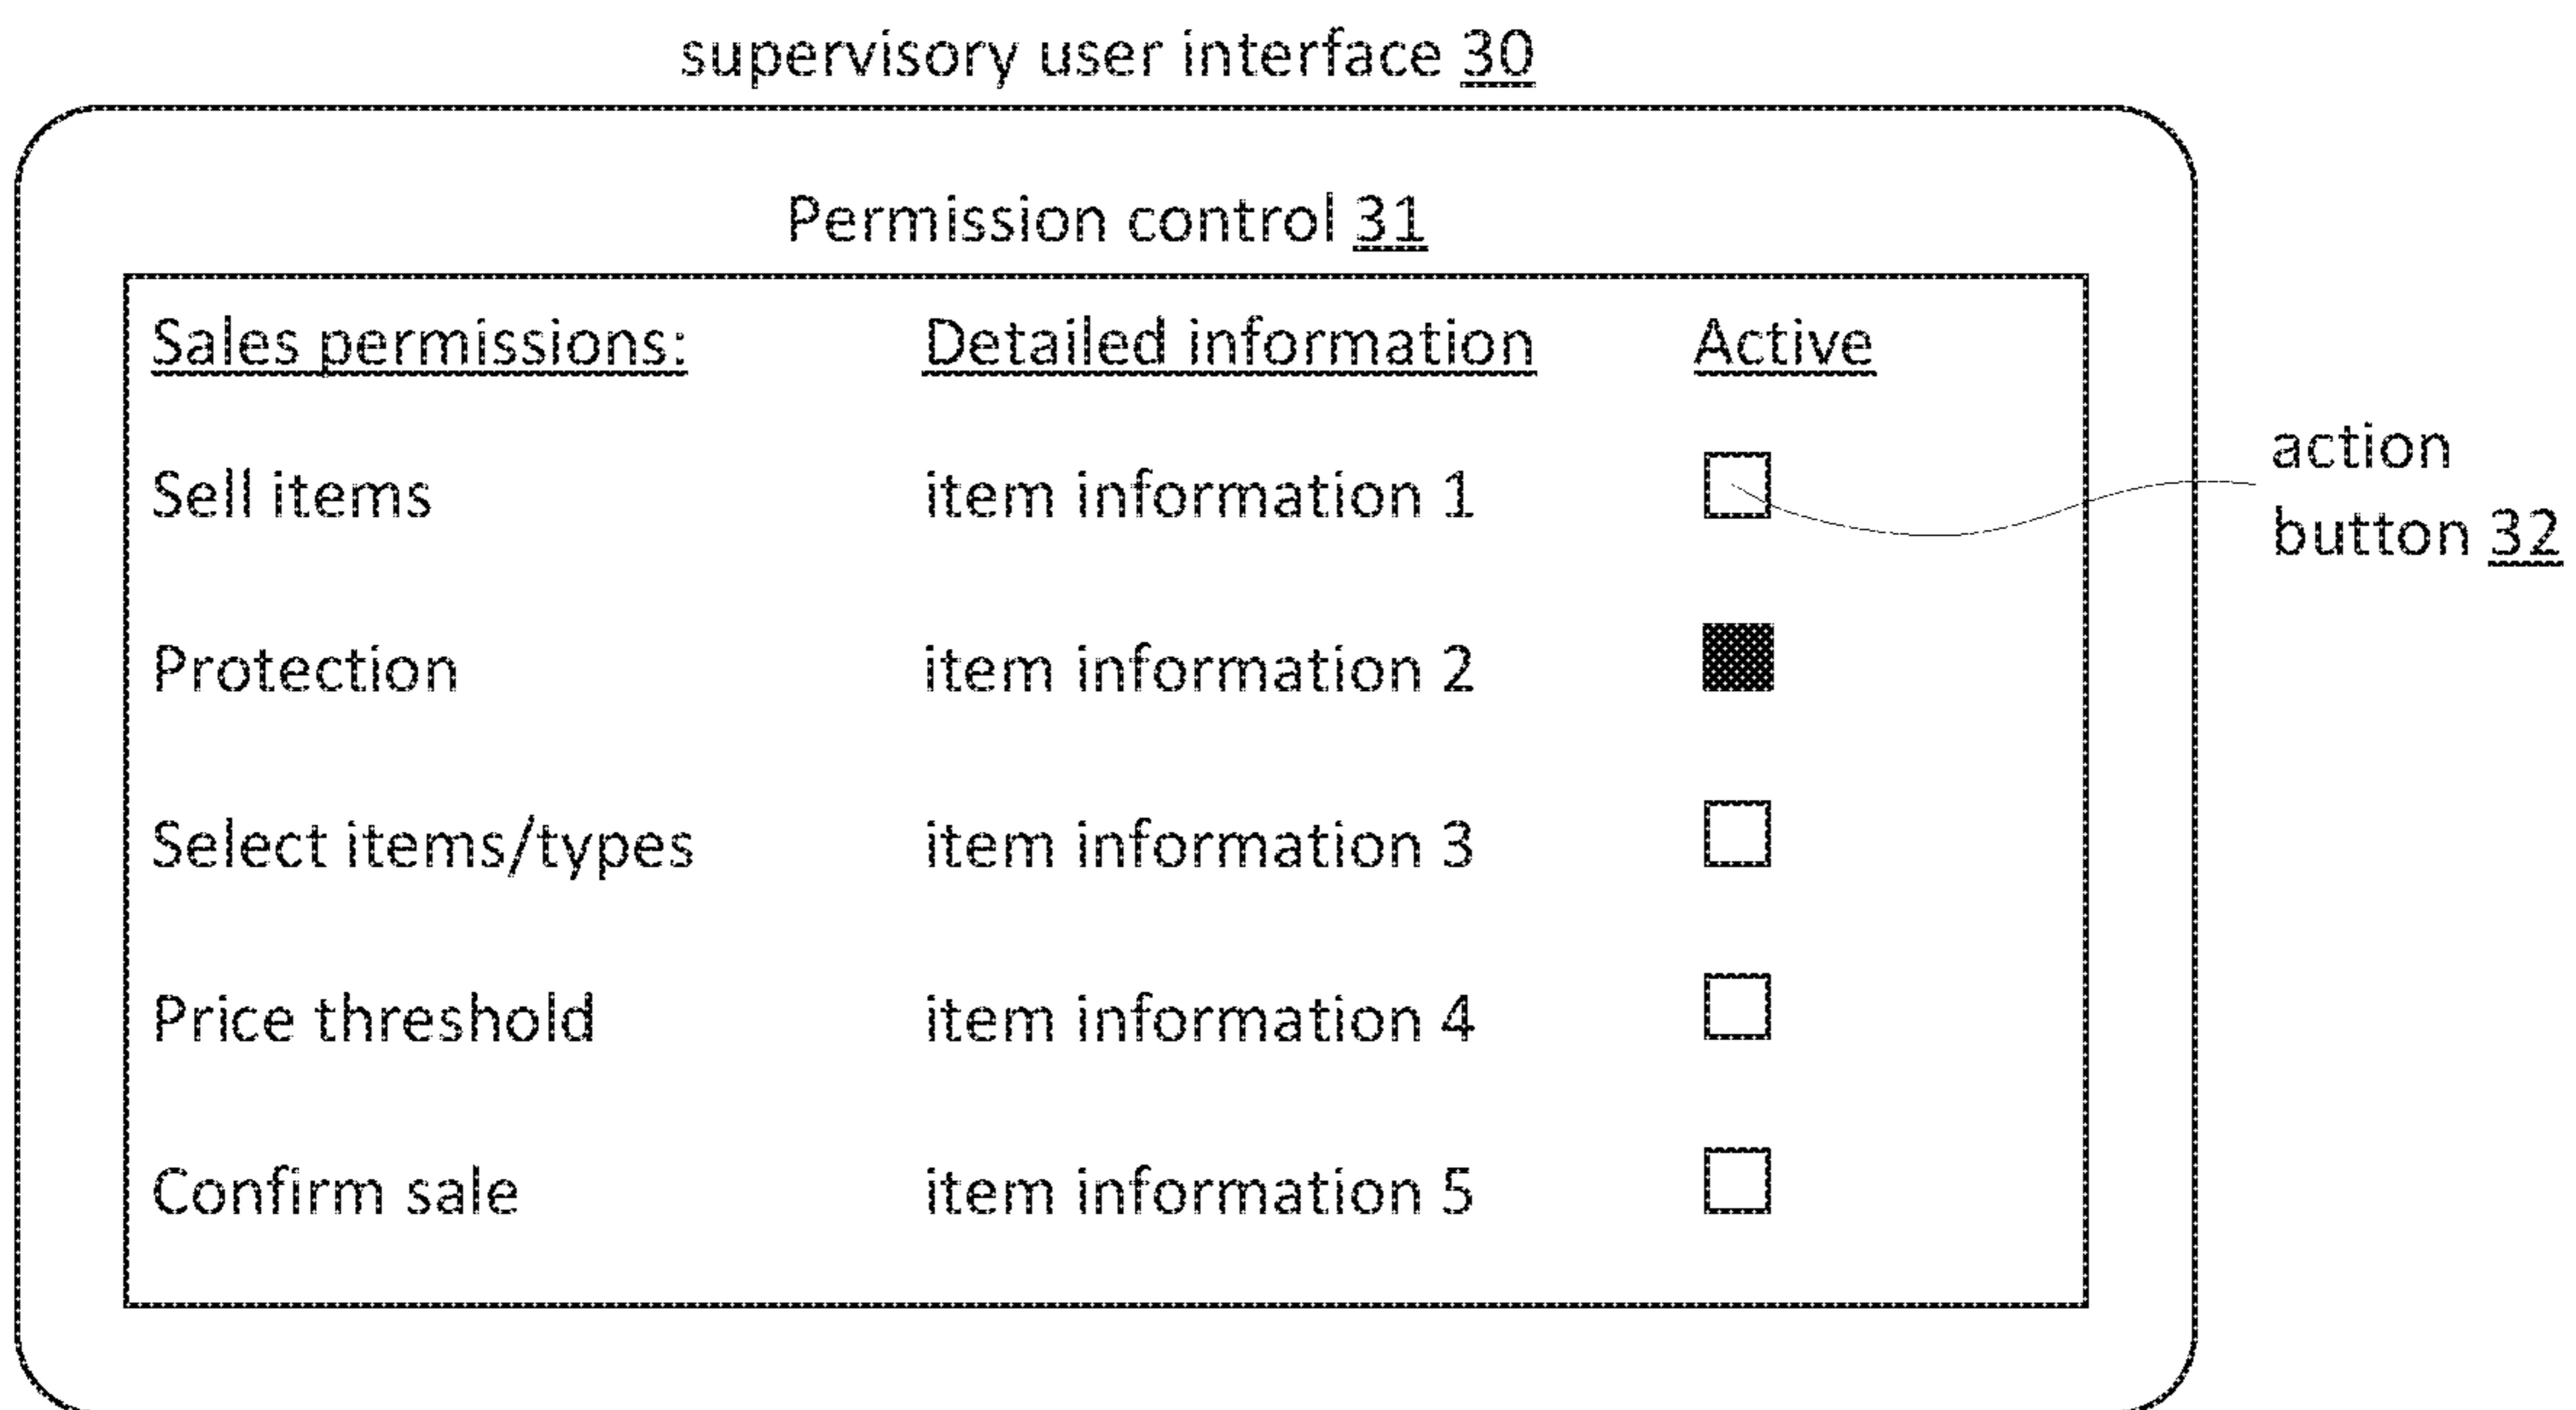 supervisory user interface 30
Permission control 31
Sales permissions: Detailed information Active
Sell items item information 1
action
button 32
Protection item information 2
Select items/types item information 3
Price threshold item information 4
Confirm sale item information 5